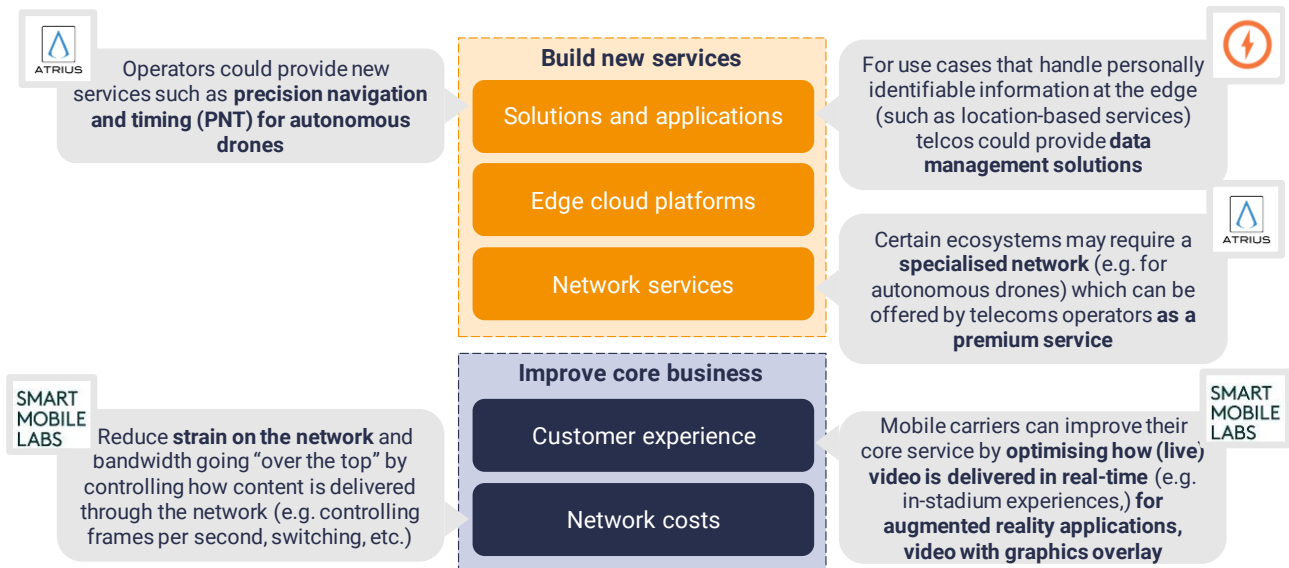 ATRIUS
Operators could provide new
services such as precision navigation
and timing (PNT) for autonomous
drones
Build new services
Solutions and applications
Edge cloud platforms
Network services
For use cases that handle personally
identifiable information at the edge
(such as location-based services)
telcos could provide data
management solutions
ATRIUS
Certain ecosystems may require a
specialised network (e.g. for
autonomous drones) which can be
offered by telecoms operators as a
premium service
Improve core business
Customer experience
Network costs
SMART
MOBILE
LABS
Reduce strain on the network and
bandwidth going “over the top” by
controlling how content is delivered
through the network (e.g. controlling
frames per second, switching, etc.)
SMART
MOBILE
LABS
Mobile carriers can improve their
core service by optimising how (live)
video is delivered in real-time (e.g.
in-stadium experiences,) for
augmented reality applications,
video with graphics overlay